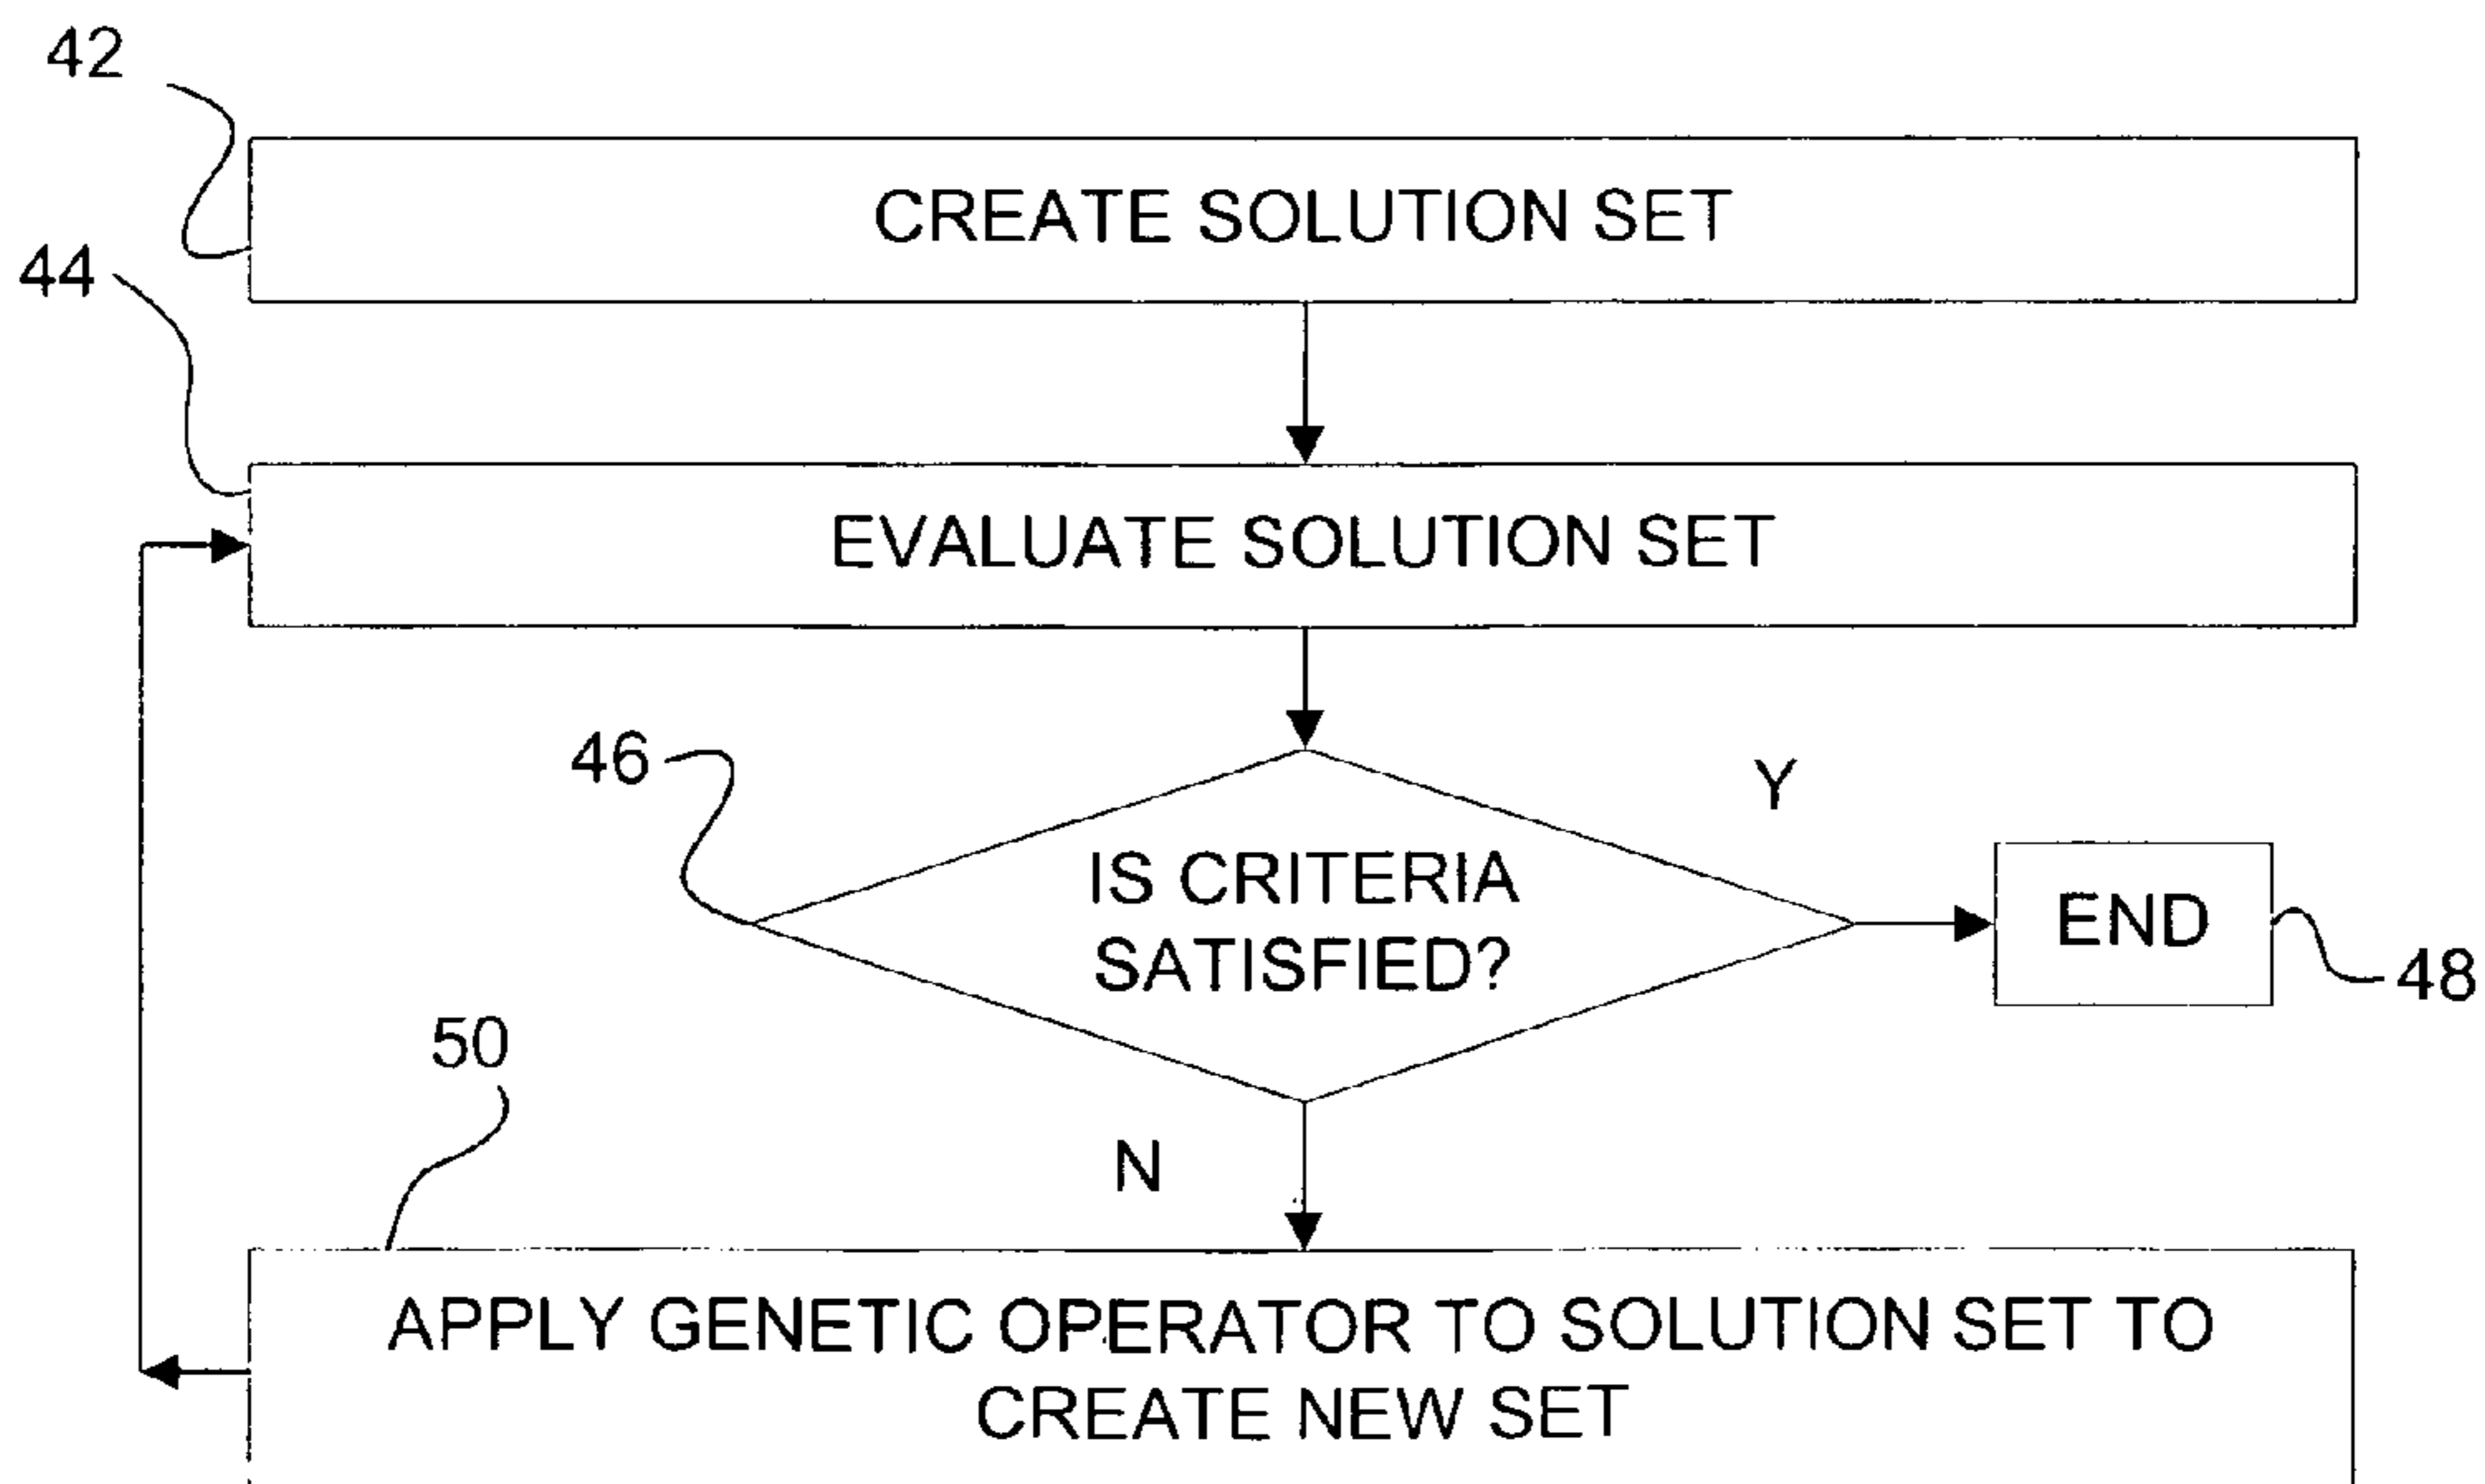 42
CREATE SOLUTION SET
44
EVALUATE SOLUTION SET
46
Y
IS CRITERIA
SATISFIED?
END
48
50
N
APPLY GENETIC OPERATOR TO SOLUTION SET TO
CREATE NEW SET